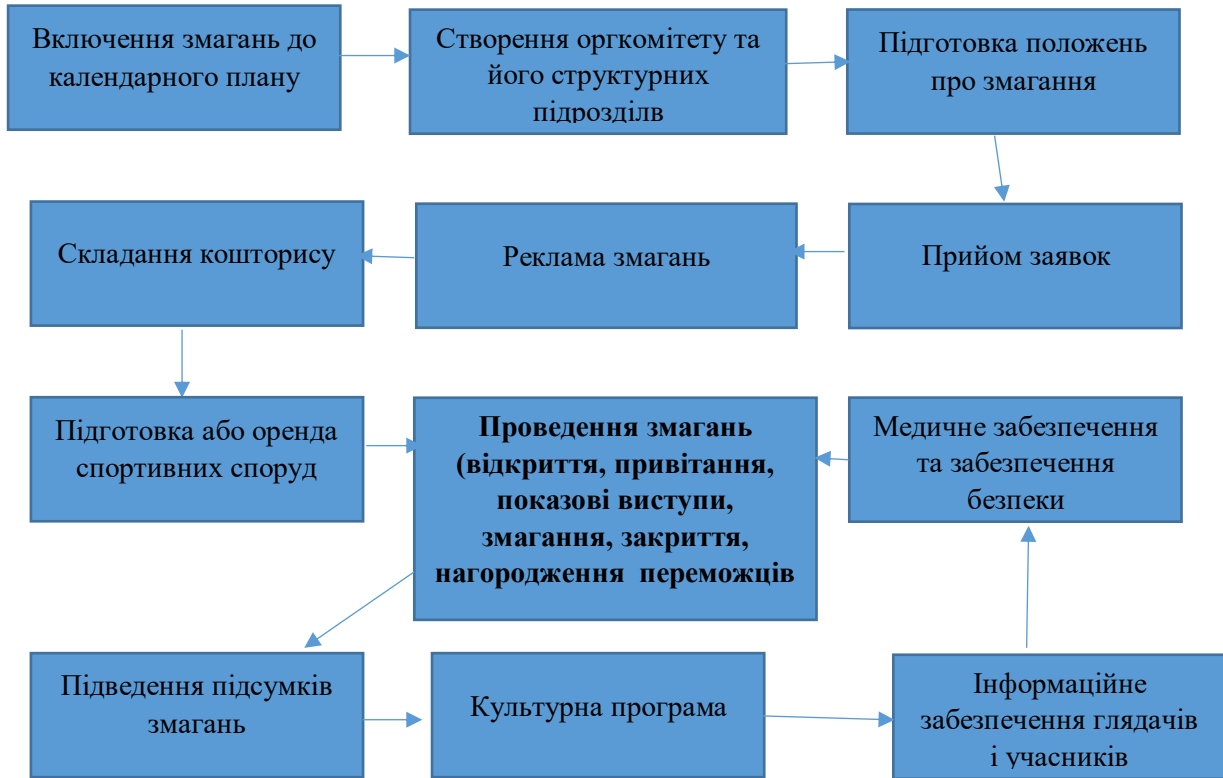 Включення змагань до
календарного плану
Створення оргкомітету та
його структурних
підрозділв
Підготовка положень
про змагання
Складання кошторису
Реклама змагань
Прийом заявок
Підготовка або оренда
спортивних споруд
Проведення змагань
(відкриття, привітання,
показові виступи,
змагання, закриття,
нагородження переможців
Медичне забезпечення
та забезпечення
безпеки
Підведення підсумків
змагань
Культурна програма
Інформаційне
забезпечення глядачів
і учасників